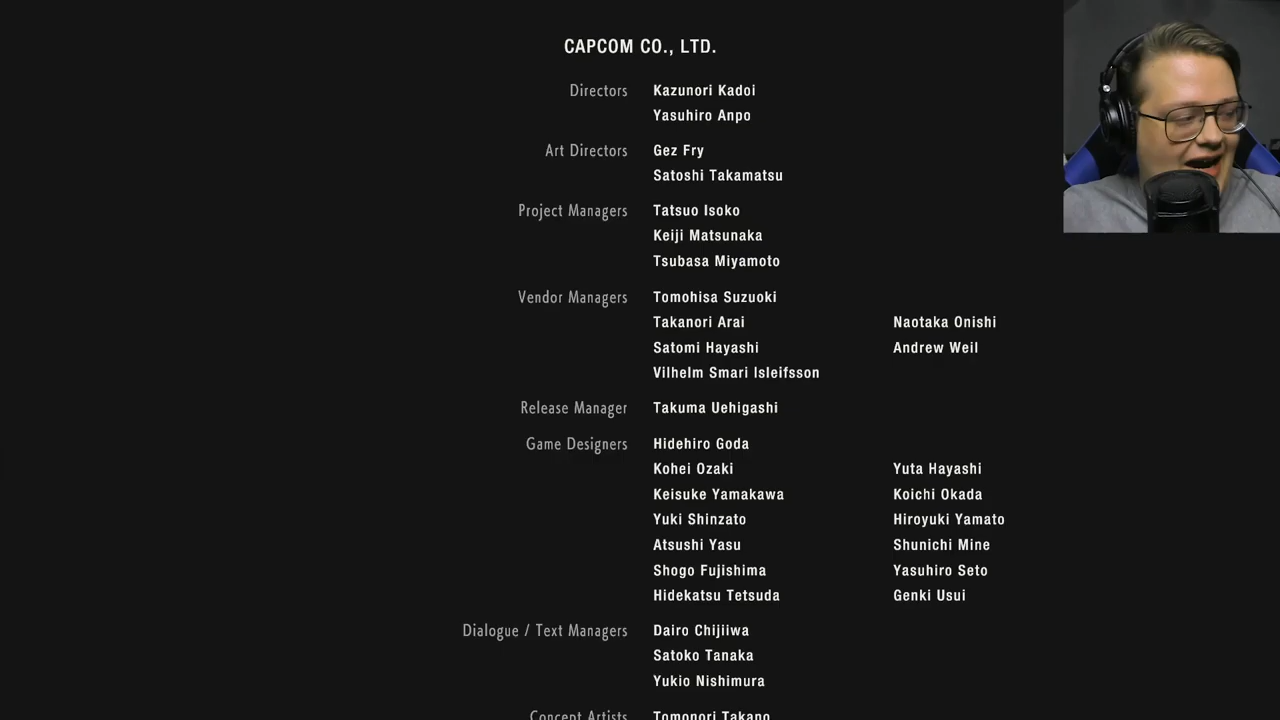 CAPCOM CO., LTD.
Directors Kazunori Kadoi
Yasuhiro Anpo
Art Directors Gez Fry
Satoshi Takamatsu
Project Managers Tatsuo Isoko
Keiji Matsunaka
Tsubasa Miyamoto
Vendor Managers Tomohisa Suzuoki
Takanori Arai Naotaka Onishi
Satomi Hayashi Andrew Weil
Vilhelm Smari Isleifsson
Release Manager Takuma Uehigashi
Game Designers Hidehiro Goda
Kohei Ozaki Yuta Hayashi
Keisuke Yamakawa Koichi Okada
Yuki Shinzato Hiroyuki Yamato
Atsushi Yasu Shunichi Mine
Shogo Fujishima Yasuhiro Seto
Hidekatsu Tetsuda Genki Usui
Dialogue / Text Managers Dairo Chijiiwa
Satoko Tanaka
Yukio Nishimura
Concept Artists Tomonori Takano